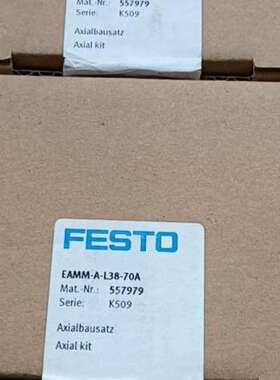 Mat.-Nr.: 557979
Serie: K509
Axialbausatz
Axial kit
FESTO
EAMM-A-L38-70A
Mat.-Nr.: 557979
Serie: K509
Axialbausatz
Axial kit